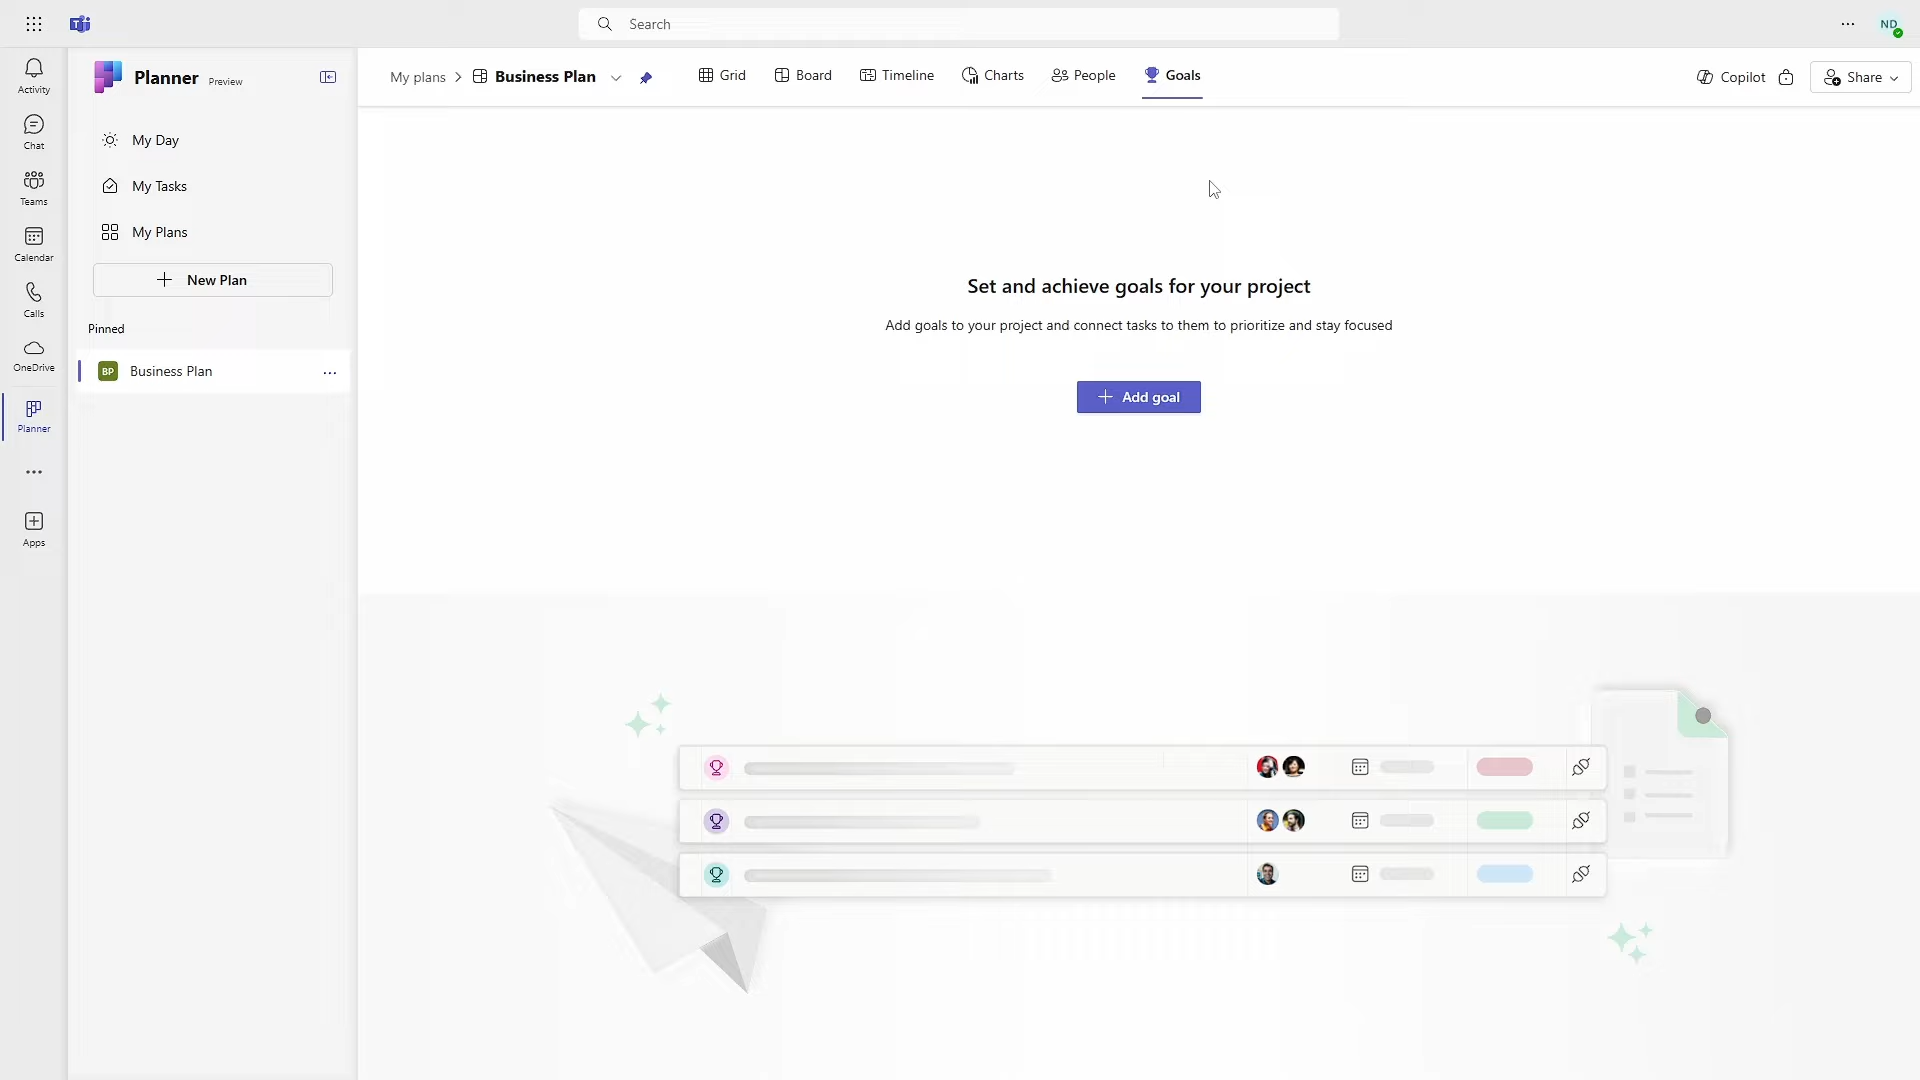 Search
ND
Activity
Chat
Teams
Calendar
Calls
OneDrive
Planner
Apps
Planner Preview
My Day
My Tasks
My Plans
New Plan
Pinned
BP Business Plan
My plans Business Plan
Grid
Board
Timeline
Charts
People
Goals
Copilot
Share
Set and achieve goals for your project
Add goals to your project and connect tasks to them to prioritize and stay focused
Add goal